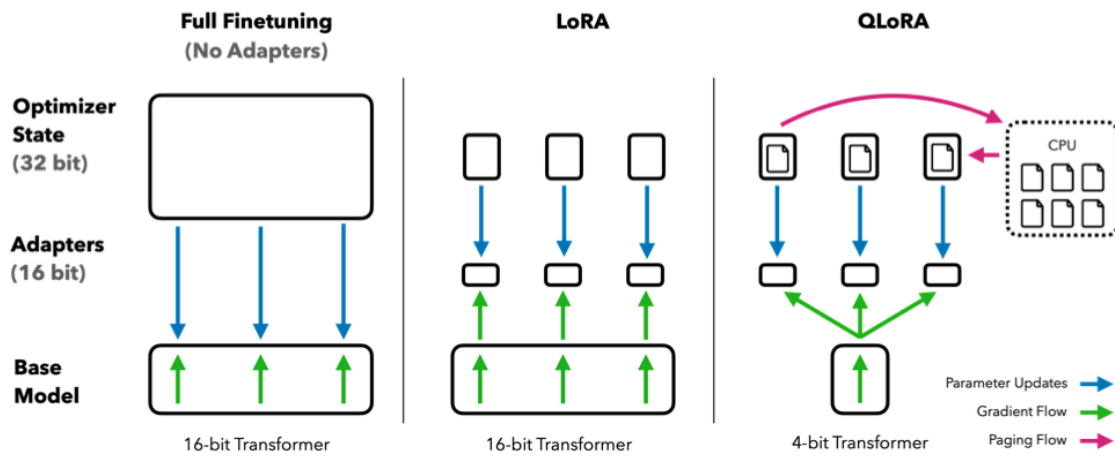 Full Finetuning
(No Adapters)
LoRA
QLoRA
Optimizer
State
(32 bit)
CPU
Adapters
(16 bit)
Base
Model
Parameter Updates
Gradient Flow
Paging Flow
16-bit Transformer
16-bit Transformer
4-bit Transformer